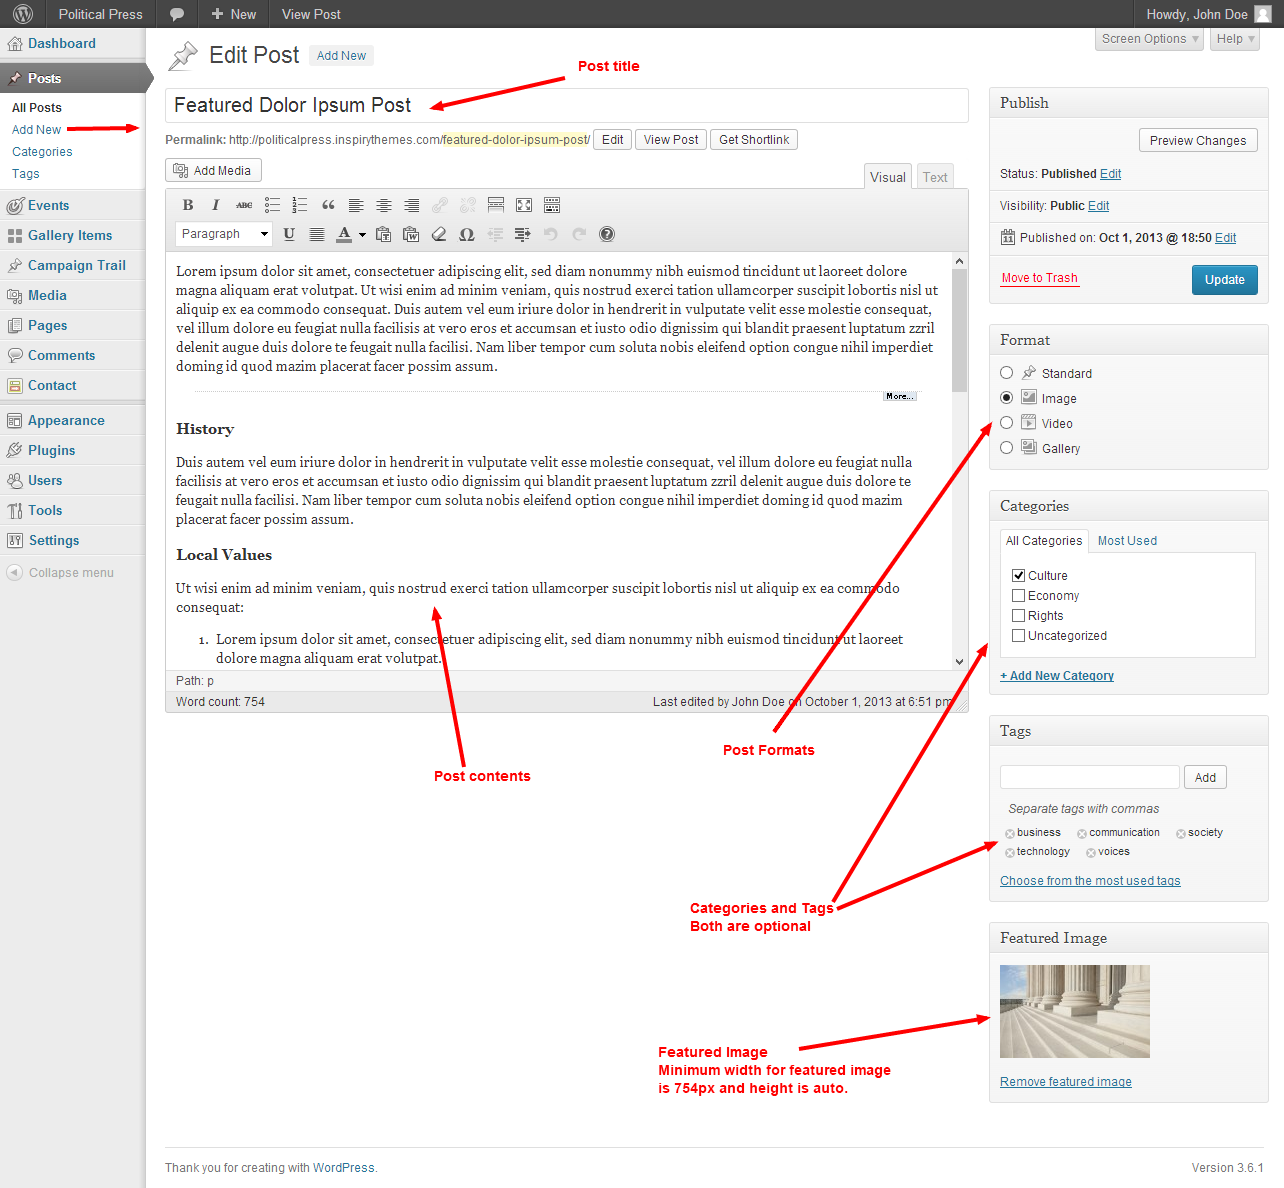 Political Press
New
View Post
Howdy, John Doe
Dashboard
Posts
All Posts
Add New
Categories
Tags
Events
Gallery Items
Campaign Trail
Media
Pages
Comments
Contact
Appearance
Plugins
Users
Tools
Settings
Collapse menu
Screen Options
Help
Edit Post
Add New
Post title
Featured Dolor Ipsum Post
Permalink: http://politicalpress.inspirythemes.com/featured-dolor-ipsum-post/ Edit View Post Get Shortlink
Add Media
Visual
Text
B I ABC
Paragraph
Lorem ipsum dolor sit amet, consectetuer adipiscing elit, sed diam nonummy nibh euismod tincidunt ut laoreet dolore
magna aliquam erat volutpat. Ut wisi enim ad minim veniam, quis nostrud exerci tation ullamcorper suscipit lobortis nisl ut
aliquip ex ea commodo consequat. Duis autem vel eum iriure dolor in hendrerit in vulputate velit esse molestie consequat,
vel illum dolore eu feugiat nulla facilisis at vero eros et accumsan et iusto odio dignissim qui blandit praesent luptatum zzril
delenit augue duis dolore te feugait nulla facilisi. Nam liber tempor cum soluta nobis eleifend option congue nihil imperdiet
doming id quod mazim placerat facer possim assum.
More...
History
Duis autem vel eum iriure dolor in hendrerit in vulputate velit esse molestie consequat, vel illum dolore eu feugiat nulla
facilisis at vero eros et accumsan et iusto odio dignissim qui blandit praesent luptatum zzril delenit augue duis dolore te
feugait nulla facilisi. Nam liber tempor cum soluta nobis eleifend option congue nihil imperdiet doming id quod mazim
placerat facer possim assum.
Local Values
Ut wisi enim ad minim veniam, quis nostrud exerci tation ullamcorper suscipit lobortis nisl ut aliquip ex ea commodo
consequat:
1. Lorem ipsum dolor sit amet, consectetuer adipiscing elit, sed diam nonummy nibh euismod tincidunt ut laoreet
dolore magna aliquam erat volutpat.
Path: p
Word count: 754
Last edited by John Doe on October 1, 2013 at 6:51 pm
Post contents
Post Formats
Categories and Tags
Both are optional
Featured Image
Minimum width for featured image
is 754px and height is auto.
Publish
Preview Changes
Status: Published Edit
Visibility: Public Edit
11 Published on: Oct 1, 2013 @ 18:50 Edit
Move to Trash
Update
Format
Standard
Image
Video
Gallery
Categories
All Categories
Most Used
Culture
Economy
Rights
Uncategorized
+ Add New Category
Tags
Add
Separate tags with commas
business communication society
technology voices
Choose from the most used tags
Featured Image
Remove featured image
Thank you for creating with WordPress.
Version 3.6.1